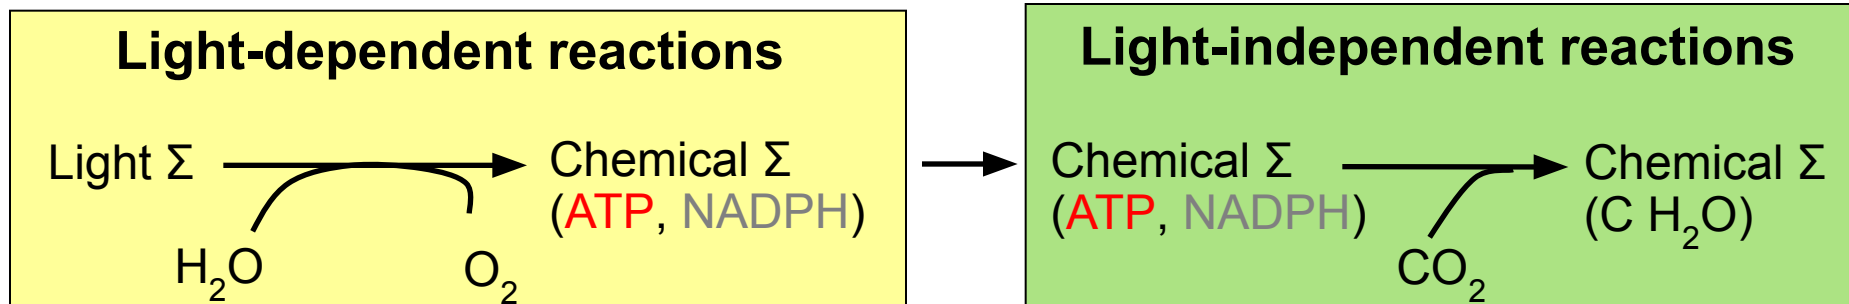 Light-dependent reactions
Light Σ
Chemical Σ
(ATP, NADPH)
H₂O
O₂
Light-independent reactions
Chemical Σ
(ATP, NADPH)
Chemical Σ
(C H₂O)
CO₂